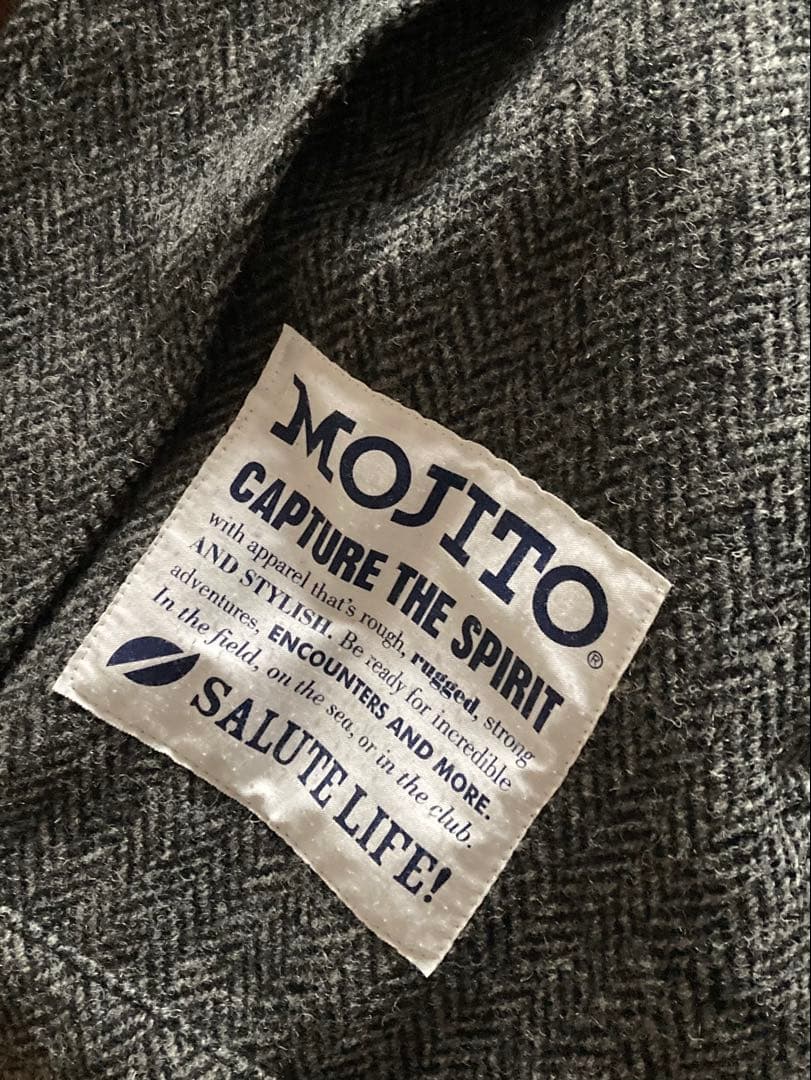 MOJITO®
CAPTURE THE SPIRIT
with apparel that's rough, rugged, strong
AND STYLISH. Be ready for incredible
adventures, ENCOUNTERS AND MORE.
In the field, on the sea, or in the club.
SALUTE LIFE!